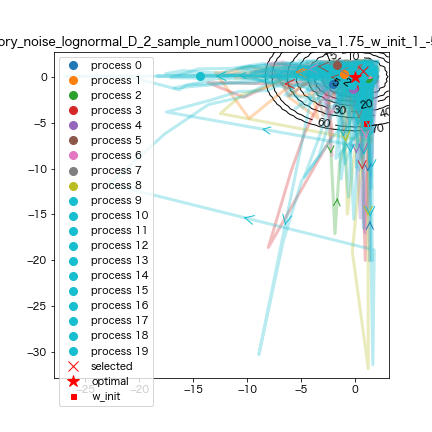 ory_noise_lognormal_D_2_sample_num10000_noise_va_1.75_w_init_1_-5
process 0
process 1
process 2
process 3
process 4
process 5
process 6
process 7
process 8
process 9
process 10
process 11
process 12
process 13
process 14
process 15
process 16
process 17
process 18
process 19
selected
optimal
w_init
0
−5
−10
−15
−20
−25
−30
−25
−20
−15
−10
−5
0
20
30
60
70